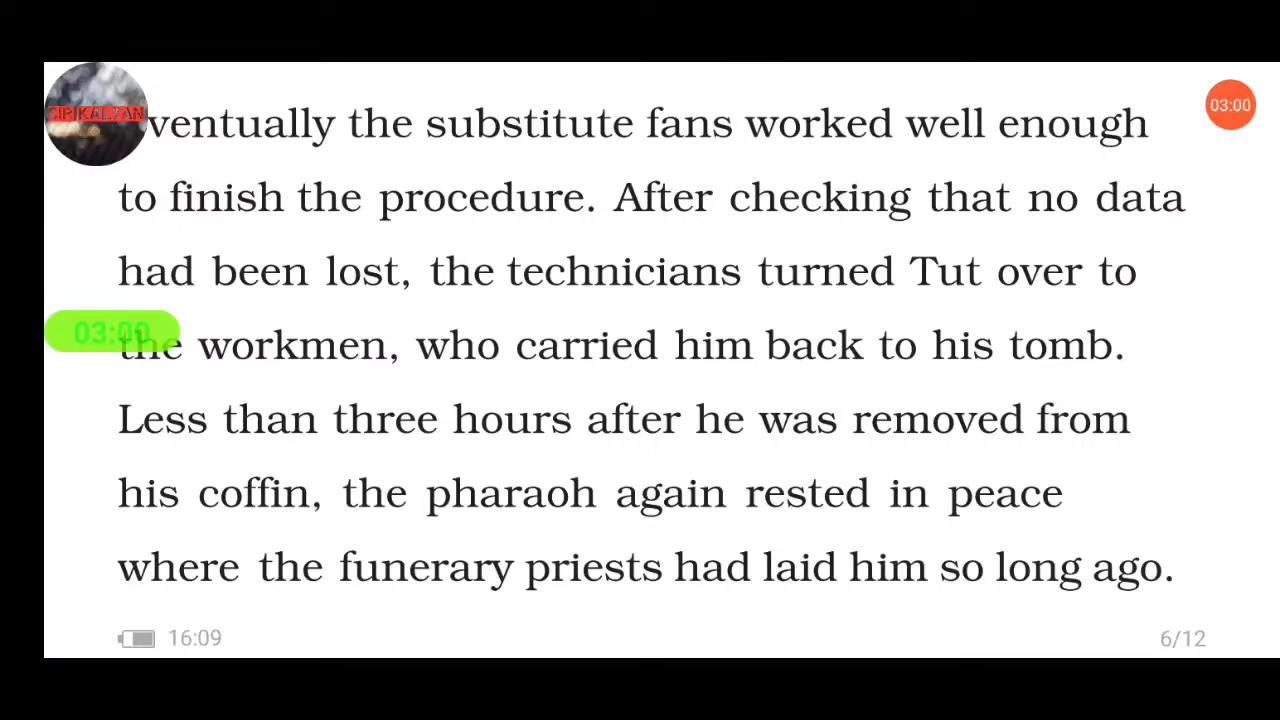 ventually the substitute fans worked well enough
to finish the procedure. After checking that no data
had been lost, the technicians turned Tut over to
the workmen, who carried him back to his tomb.
Less than three hours after he was removed from
his coffin, the pharaoh again rested in peace
where the funerary priests had laid him so long ago.
03:00
03:00
16:09
6/12